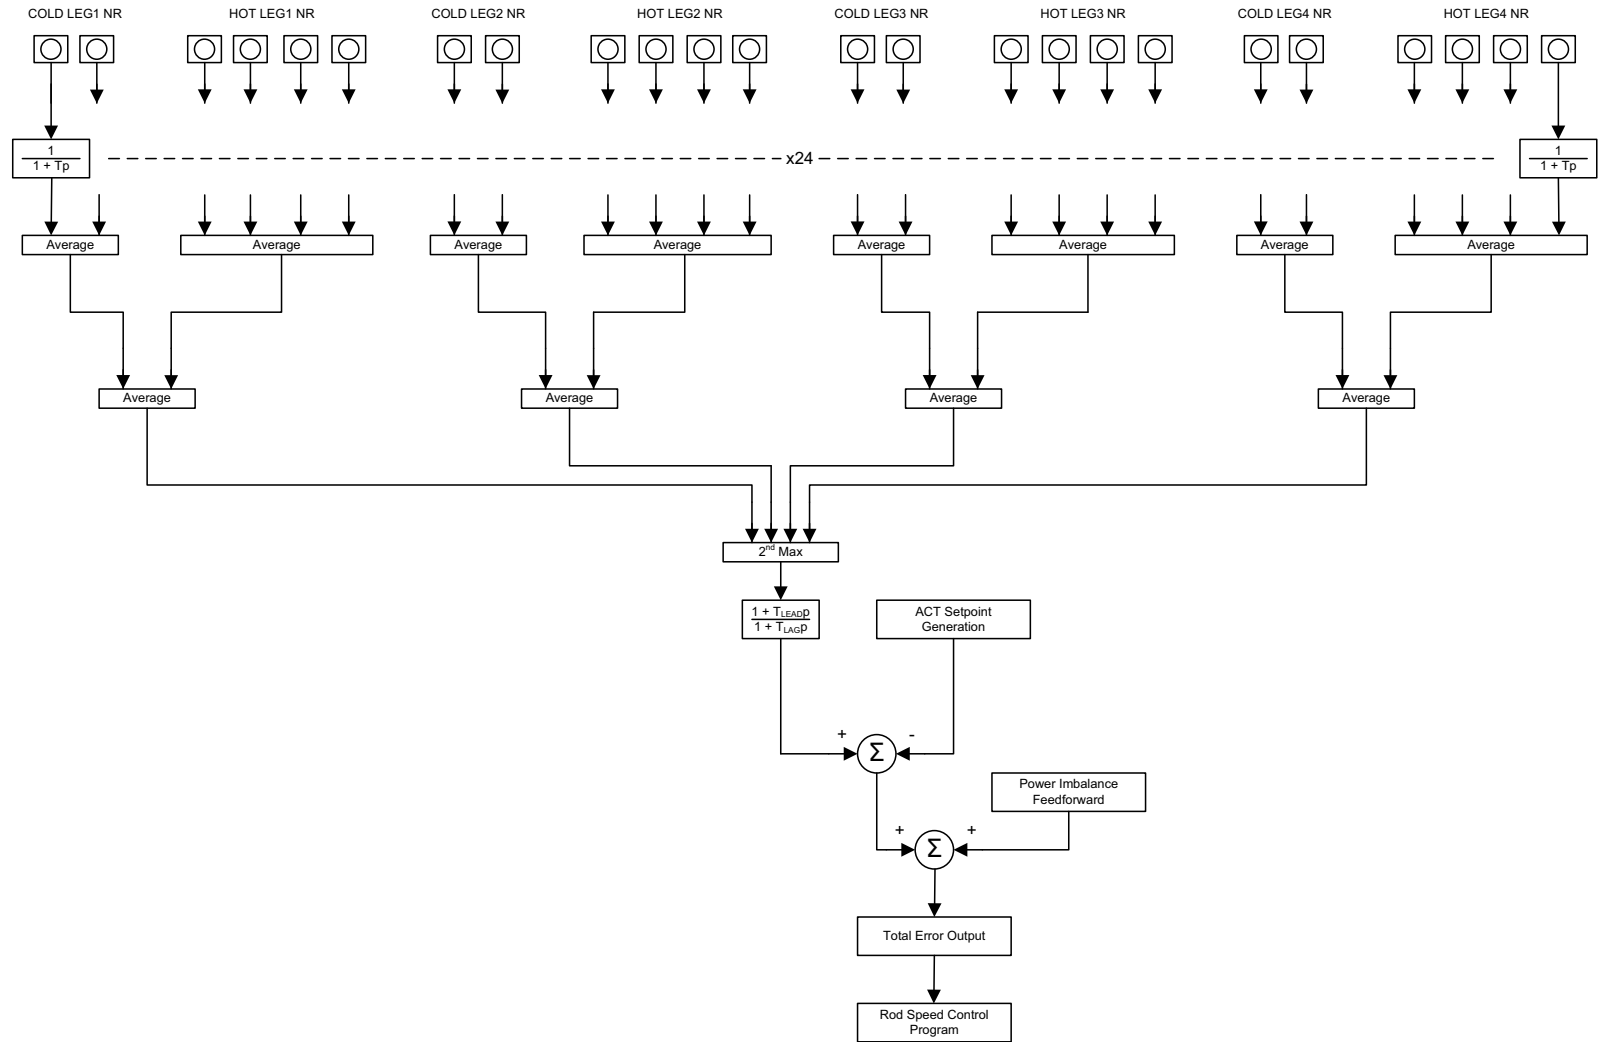 COLD LEG1 NR
HOT LEG1 NR
COLD LEG2 NR
HOT LEG2 NR
COLD LEG3 NR
HOT LEG3 NR
COLD LEG4 NR
HOT LEG4 NR
1
1 + Tp
x24
1
1 + Tp
Average
Average
Average
Average
Average
Average
Average
Average
Average
Average
Average
Average
2nd Max
1 + TLEADp
1 + TLAGp
ACT Setpoint
Generation
+
-
Σ
Power Imbalance
Feedforward
+
+
Σ
Total Error Output
Rod Speed Control
Program